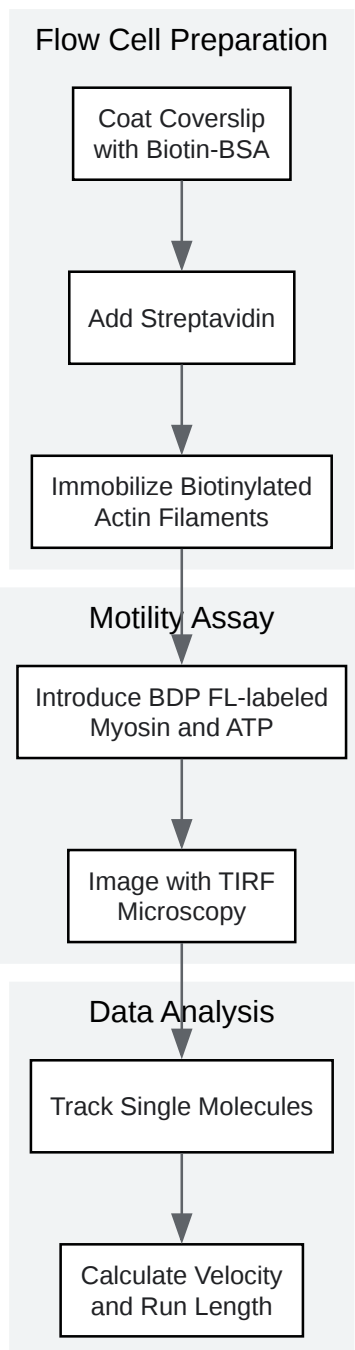 Flow Cell Preparation
Coat Coverslip
with Biotin-BSA
Add Streptavidin
Immobilize Biotinylated
Actin Filaments
Motility Assay
Introduce BDP FL-labeled
Myosin and ATP
Image with TIRF
Microscopy
Data Analysis
Track Single Molecules
Calculate Velocity
and Run Length